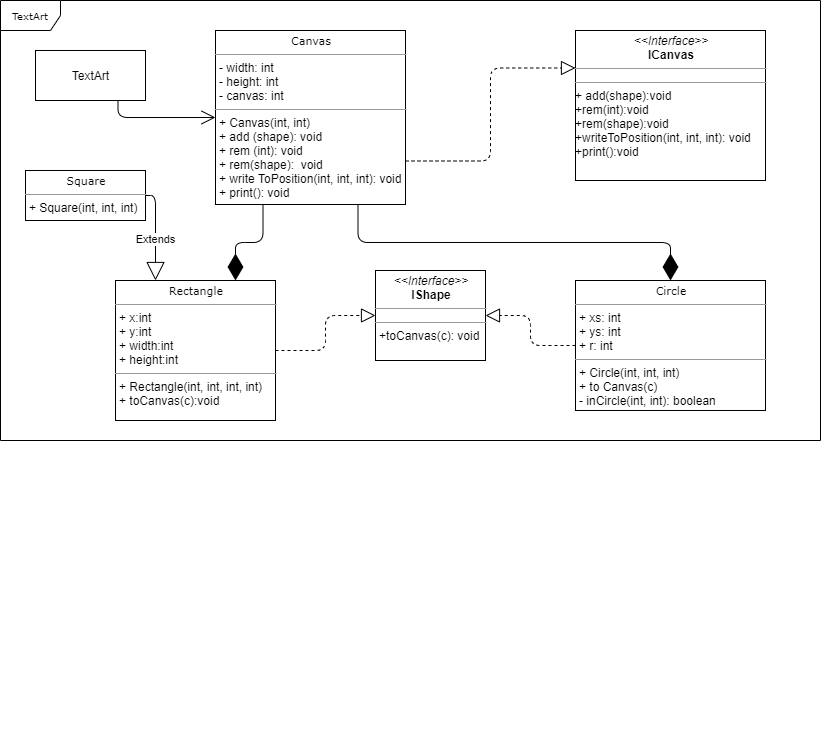 TextArt
TextArt
Canvas
- width: int
- height: int
- canvas: int
+ Canvas(int, int)
+ add (shape): void
+ rem (int): void
+ rem(shape):  void
+ write ToPosition(int, int, int): void
+ print(): void
<<Interface>>
ICanvas
+ add(shape):void
+rem(int):void
+rem(shape):void
+writeToPosition(int, int, int): void
+print():void
Square
+ Square(int, int, int)
Extends
Rectangle
+ x:int
+ y:int
+ width:int
+ height:int
+ Rectangle(int, int, int, int)
+ toCanvas(c):void
<<Interface>>
IShape
+toCanvas(c): void
Circle
+ xs: int
+ ys: int
+ r: int
+ Circle(int, int, int)
+ to Canvas(c)
- inCircle(int, int): boolean